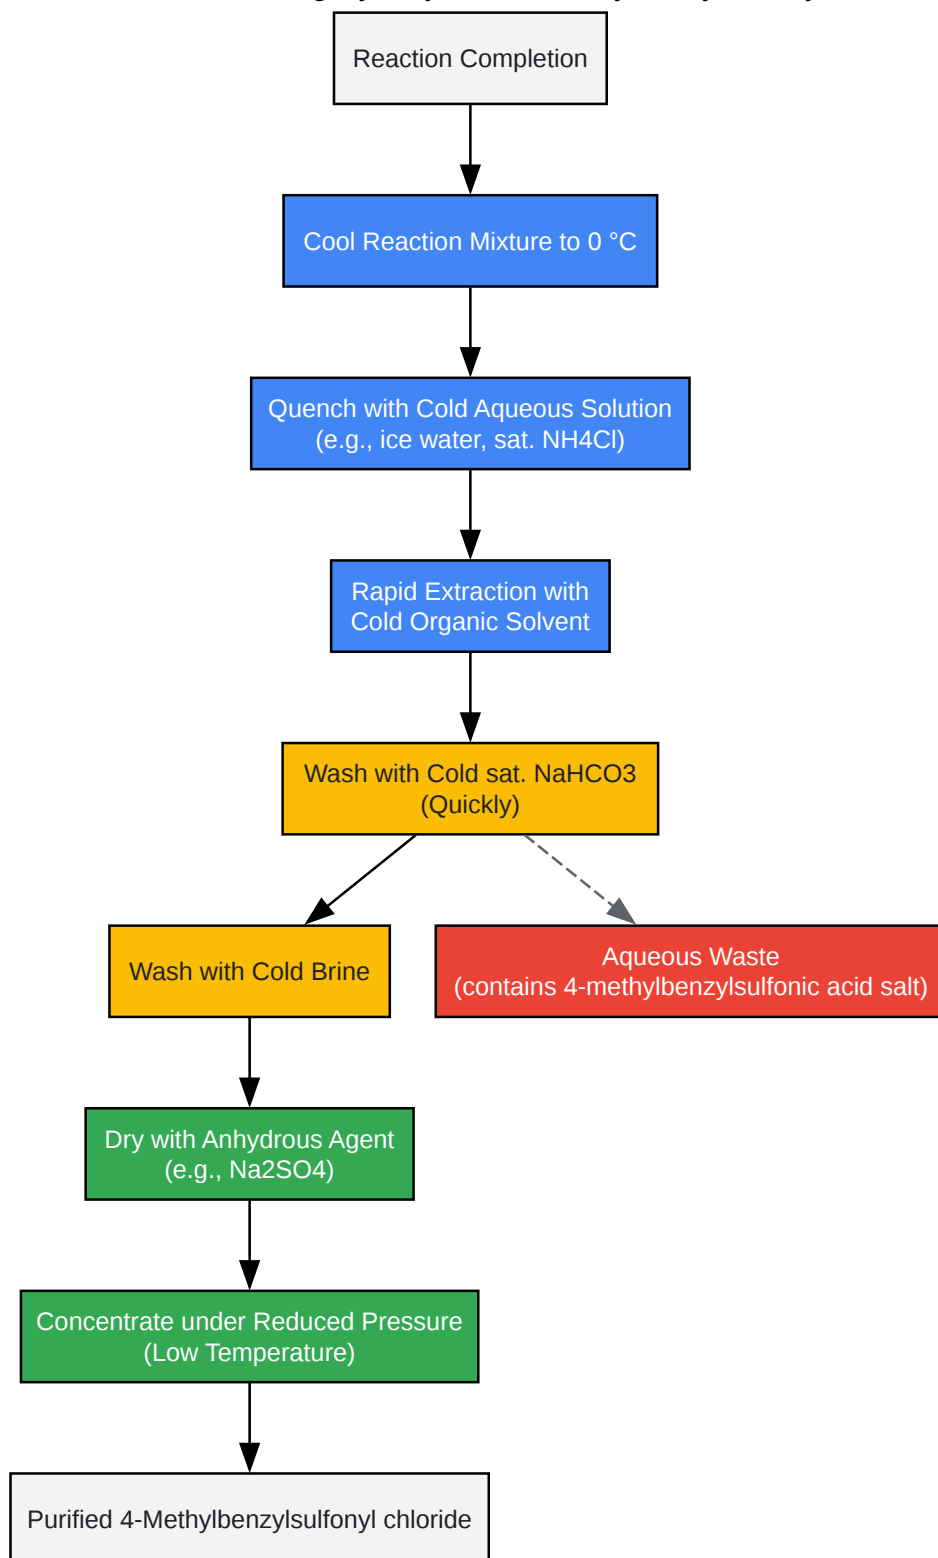 Reaction Completion
Cool Reaction Mixture to 0 °C
Quench with Cold Aqueous Solution
(e.g., ice water, sat. NH4Cl)
Rapid Extraction with
Cold Organic Solvent
Wash with Cold sat. NaHCO3
(Quickly)
Wash with Cold Brine
Aqueous Waste
(contains 4-methylbenzylsulfonic acid salt)
Dry with Anhydrous Agent
(e.g., Na2SO4)
Concentrate under Reduced Pressure
(Low Temperature)
Purified 4-Methylbenzylsulfonyl chloride